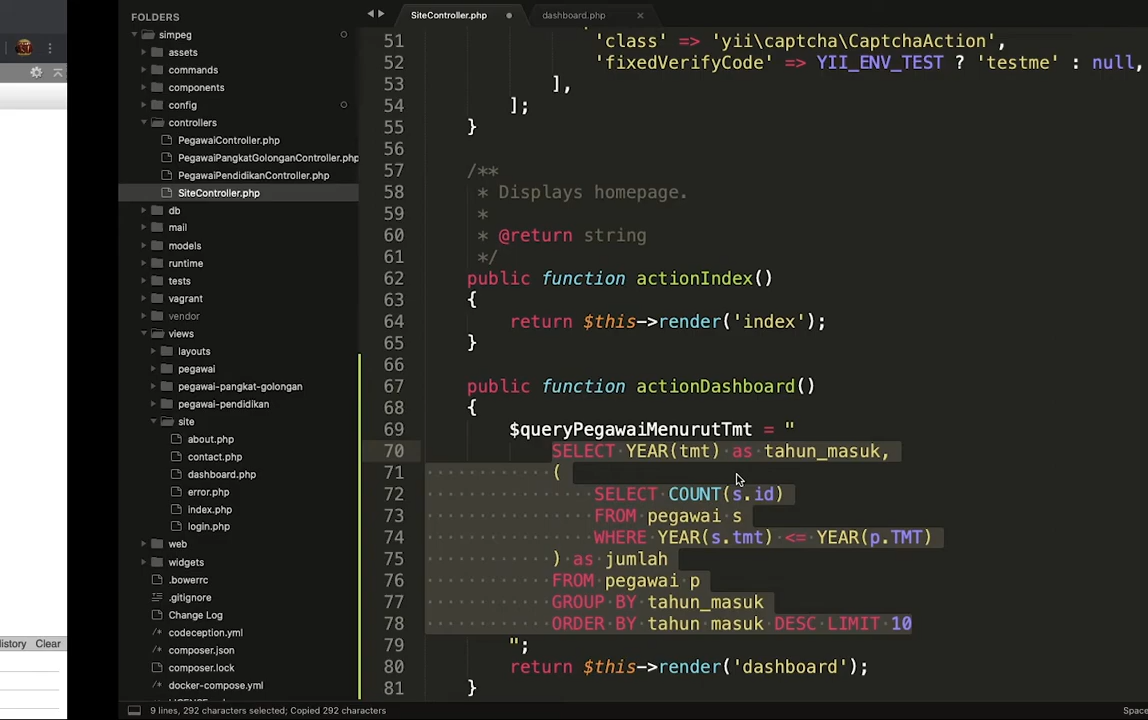 FOLDERS
simpeg
assets
commands
components
config
controllers
PegawaiController.php
PegawaiPangkatGolonganController.php
PegawaiPendidikanController.php
SiteController.php
db
mail
models
runtime
tests
vagrant
vendor
views
layouts
pegawai
pegawai-pangkat-golongan
pegawai-pendidikan
site
about.php
contact.php
dashboard.php
error.php
index.php
login.php
web
widgets
.bowerrc
.gitignore
Change Log
codeception.yml
composer.json
composer.lock
docker-compose.yml
SiteController.php
dashboard.php
51 'class' => 'yii\captcha\CaptchaAction',
52 'fixedVerifyCode' => YII_ENV_TEST ? 'testme' : null,
53 ],
54 ];
55 }
56
57 /**
58 * Displays homepage.
59 *
60 * @return string
61 */
62 public function actionIndex()
63 {
64 return $this->render('index');
65 }
66
67 public function actionDashboard()
68 {
69 $queryPegawaiMenurutTmt = "
70 SELECT YEAR(tmt) as tahun_masuk,
71 (
72 SELECT COUNT(s.id)
73 FROM pegawai s
74 WHERE YEAR(s.tmt) <= YEAR(p.TMT)
75 ) as jumlah
76 FROM pegawai p
77 GROUP BY tahun_masuk
78 ORDER BY tahun_masuk DESC LIMIT 10
79 ";
80 return $this->render('dashboard');
81 }
Clear
9 lines, 292 characters selected; Copied 292 characters